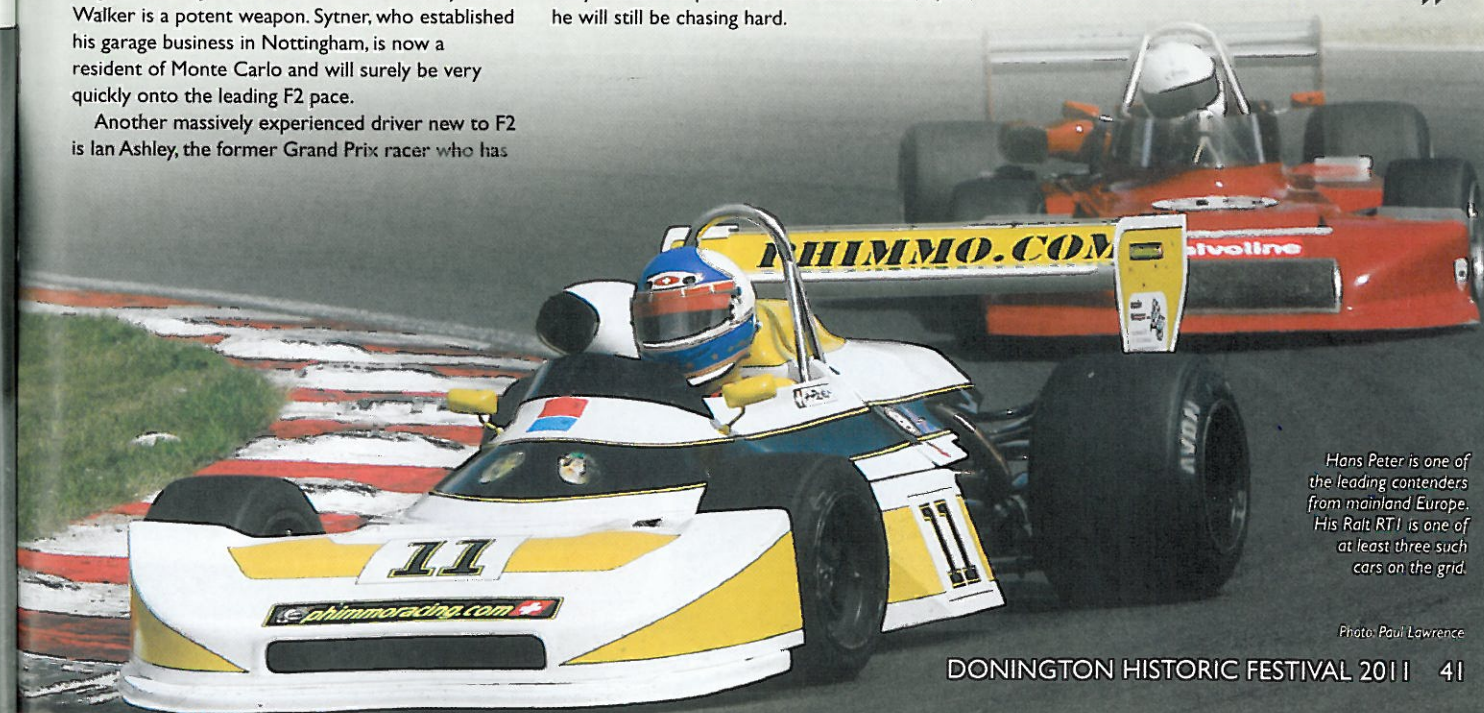 Walker is a potent weapon. Sytner, who established
his garage business in Nottingham, is now a
resident of Monte Carlo and will surely be very
quickly onto the leading F2 pace.
Another massively experienced driver new to F2
is Ian Ashley, the former Grand Prix racer who has
he will still be chasing hard.
PHIMMO.COM
valvoline
11
11
phimmoracing.com
AVON
Hans Peter is one of
the leading contenders
from mainland Europe.
His Ralt RT1 is one of
at least three such
cars on the grid.
Photo: Paul Lawrence
DONINGTON HISTORIC FESTIVAL 2011 41